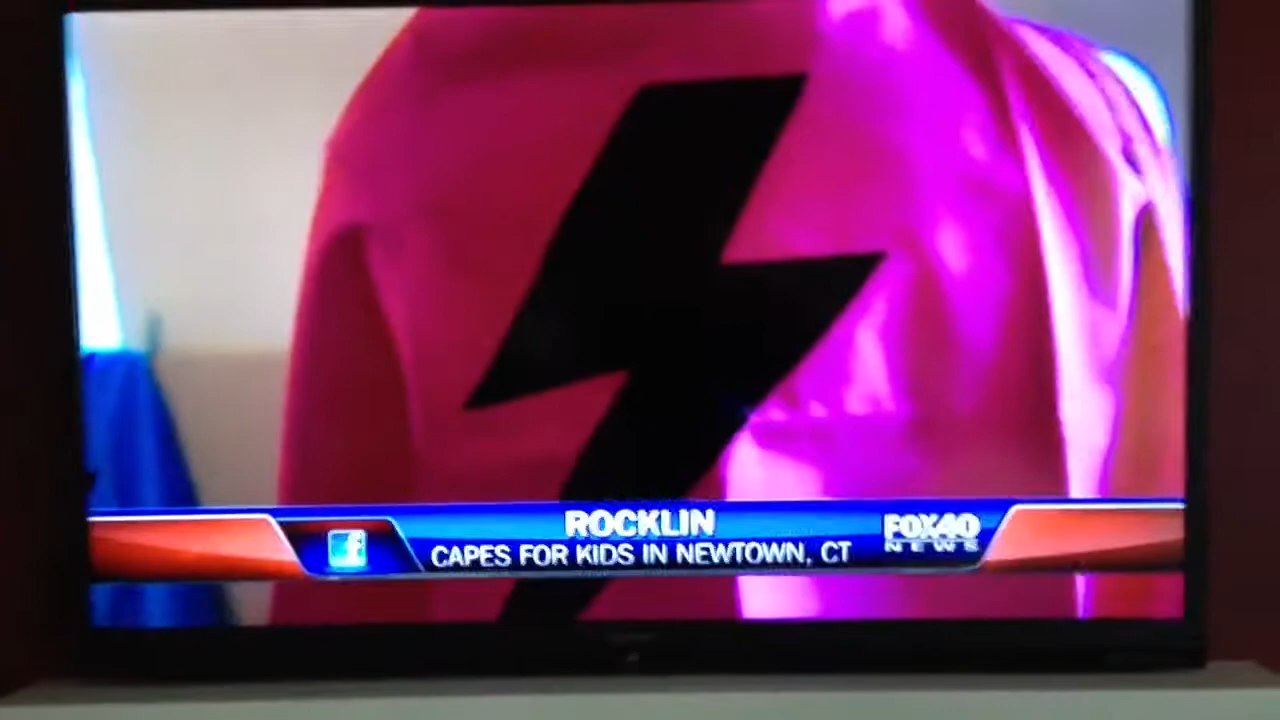 ROCKLIN
CAPES FOR KIDS IN NEWTOWN, CT
FOX40
NEWS
f